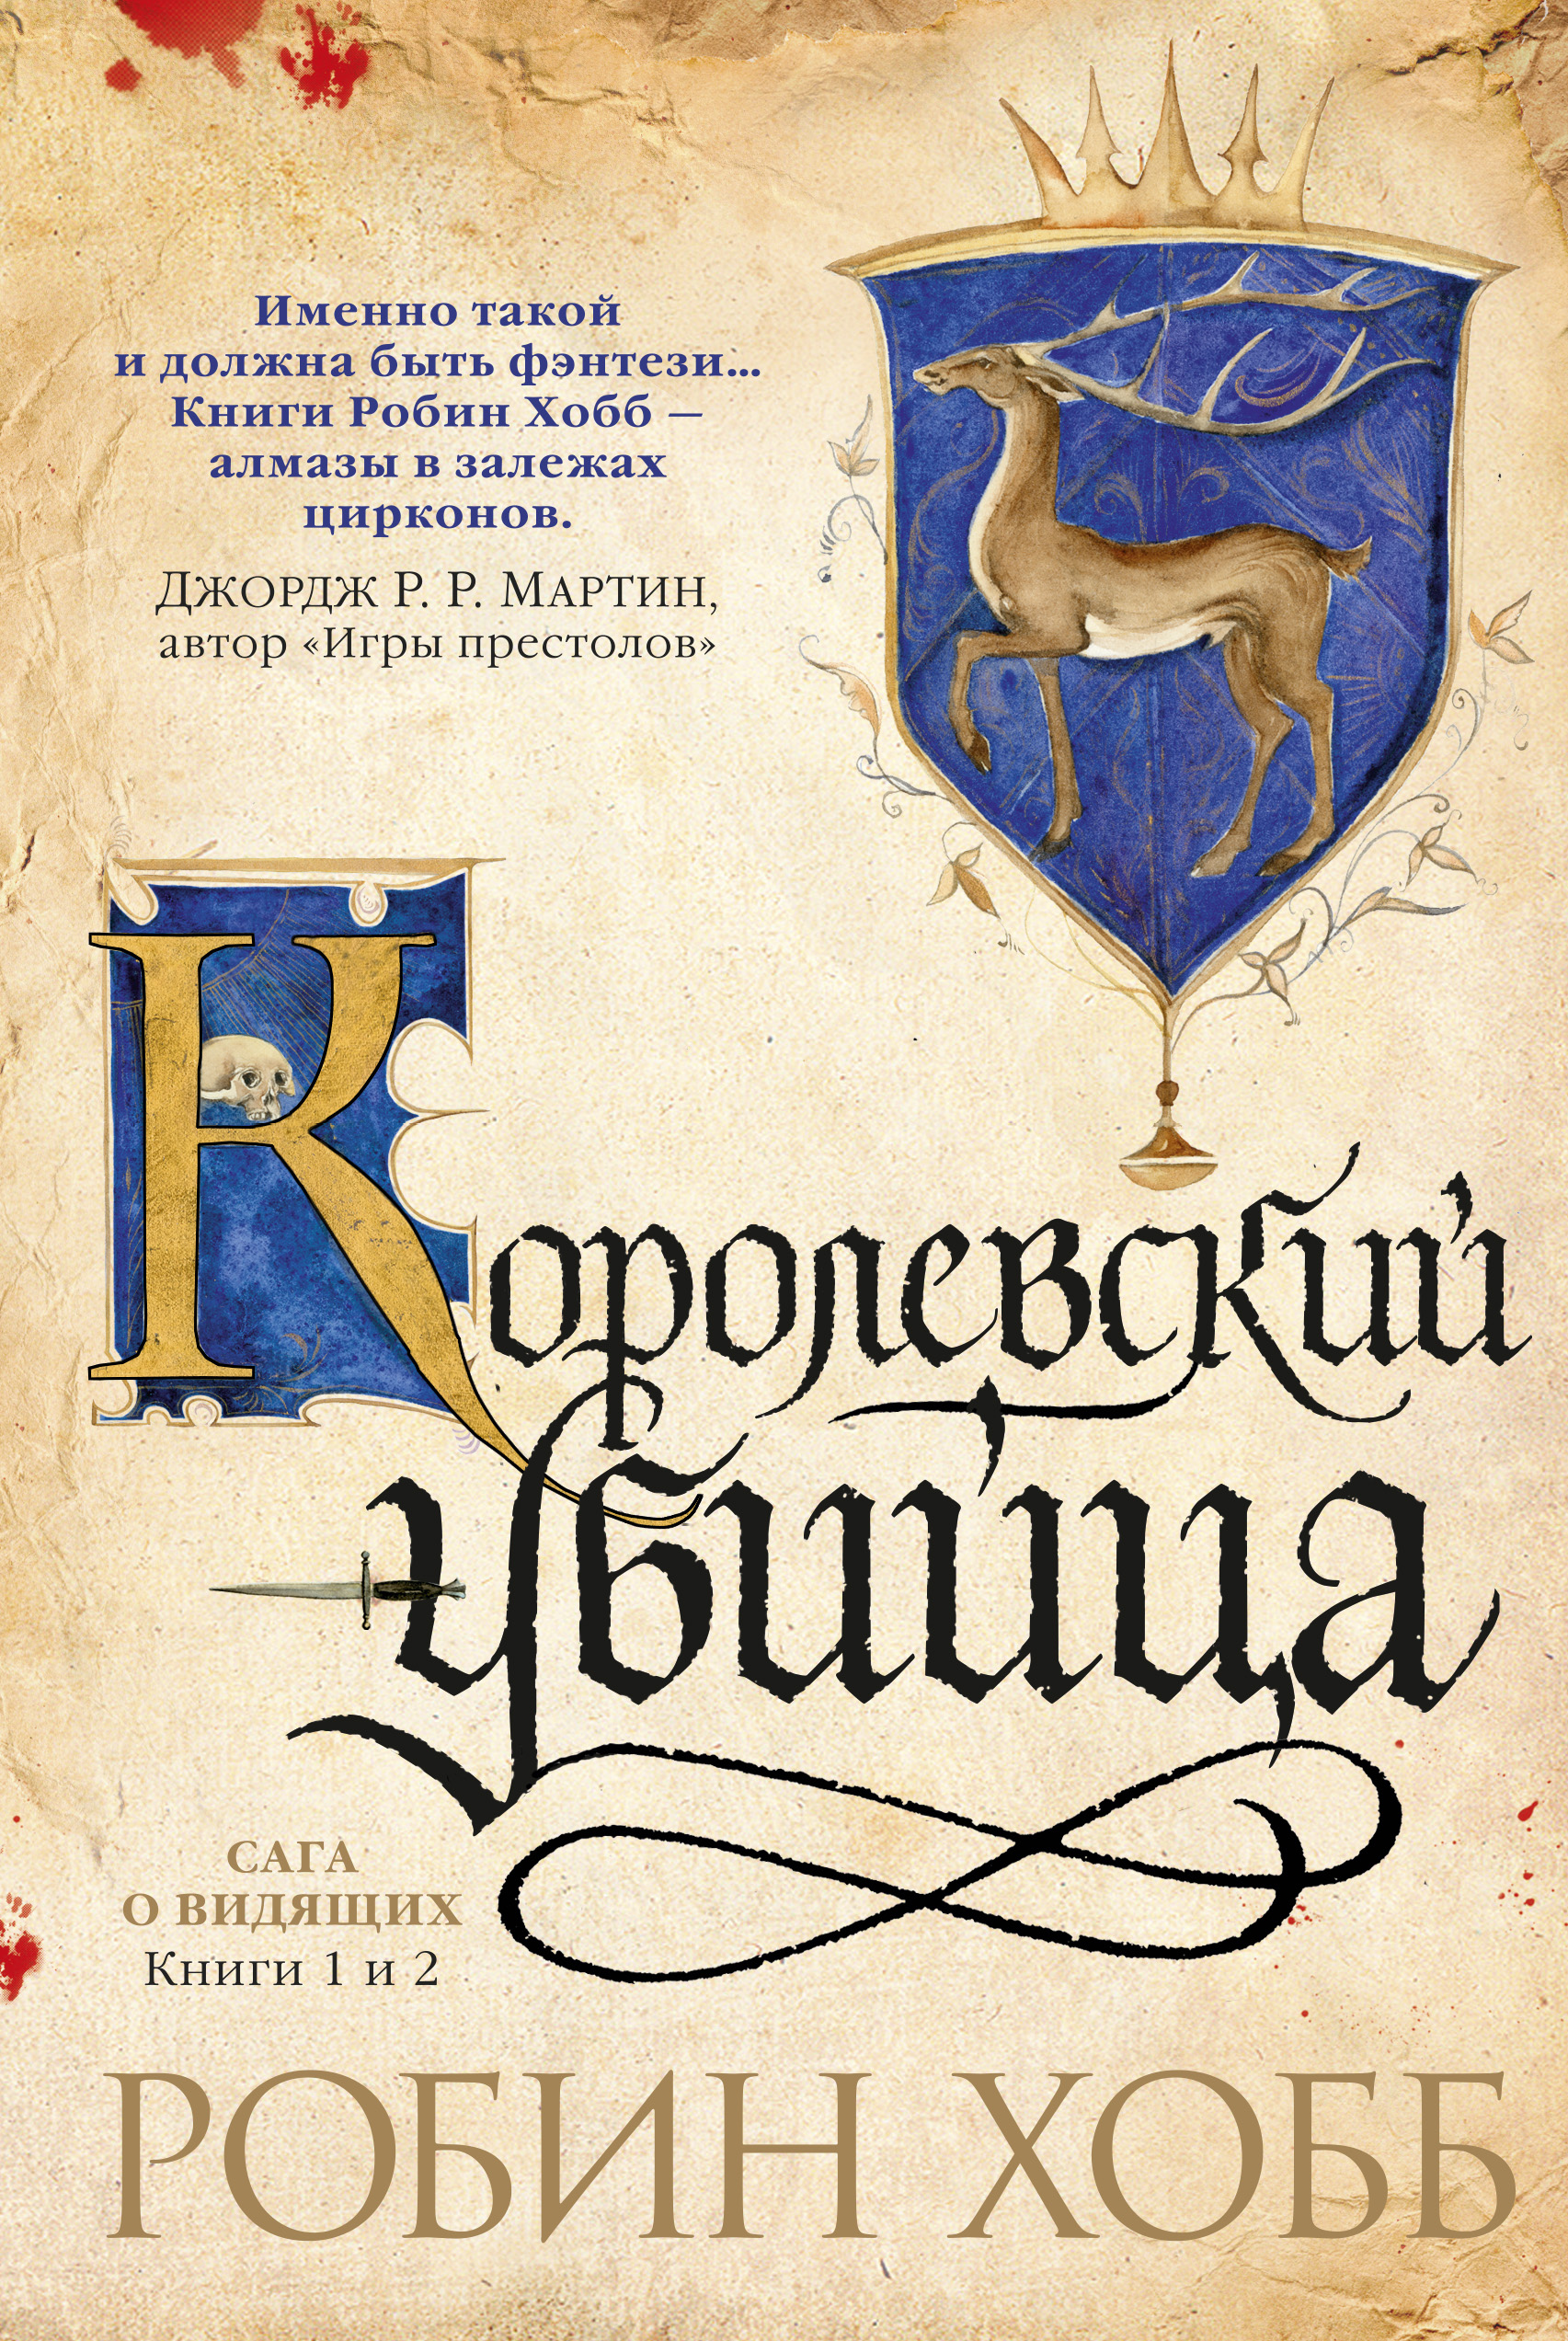 Именно такой
и должна быть фэнтези...
Книги Робин Хобб —
алмазы в залежах
цирконов.
Джордж Р. Р. Мартин,
автор «Игры престолов»
Королевский
убийца
САГА
О ВИДЯЩИХ
Книги 1 и 2
РОБИН ХОББ